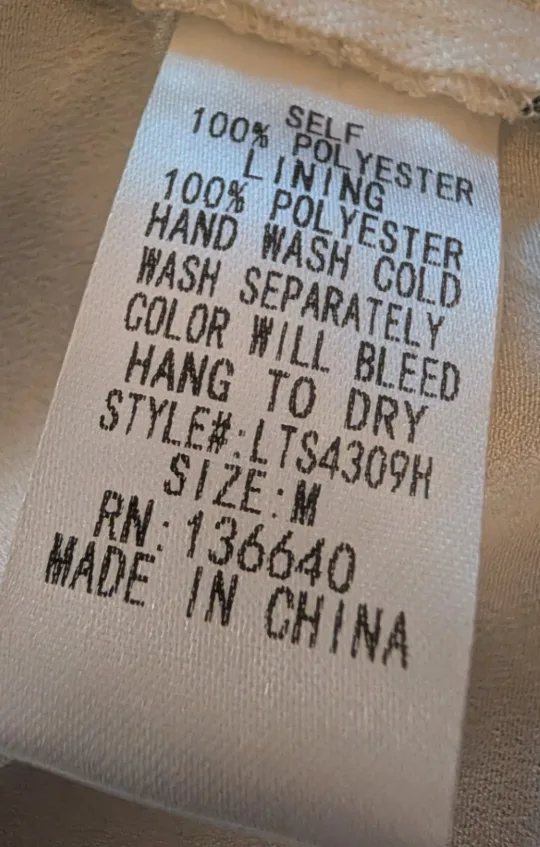 SELF
100% POLYESTER
LINING
100% POLYESTER
HAND WASH COLD
WASH SEPARATELY
COLOR WILL BLEED
HANG TO DRY
STYLE#:LTS4309H
SIZE:M
RN:136640
MADE IN CHINA